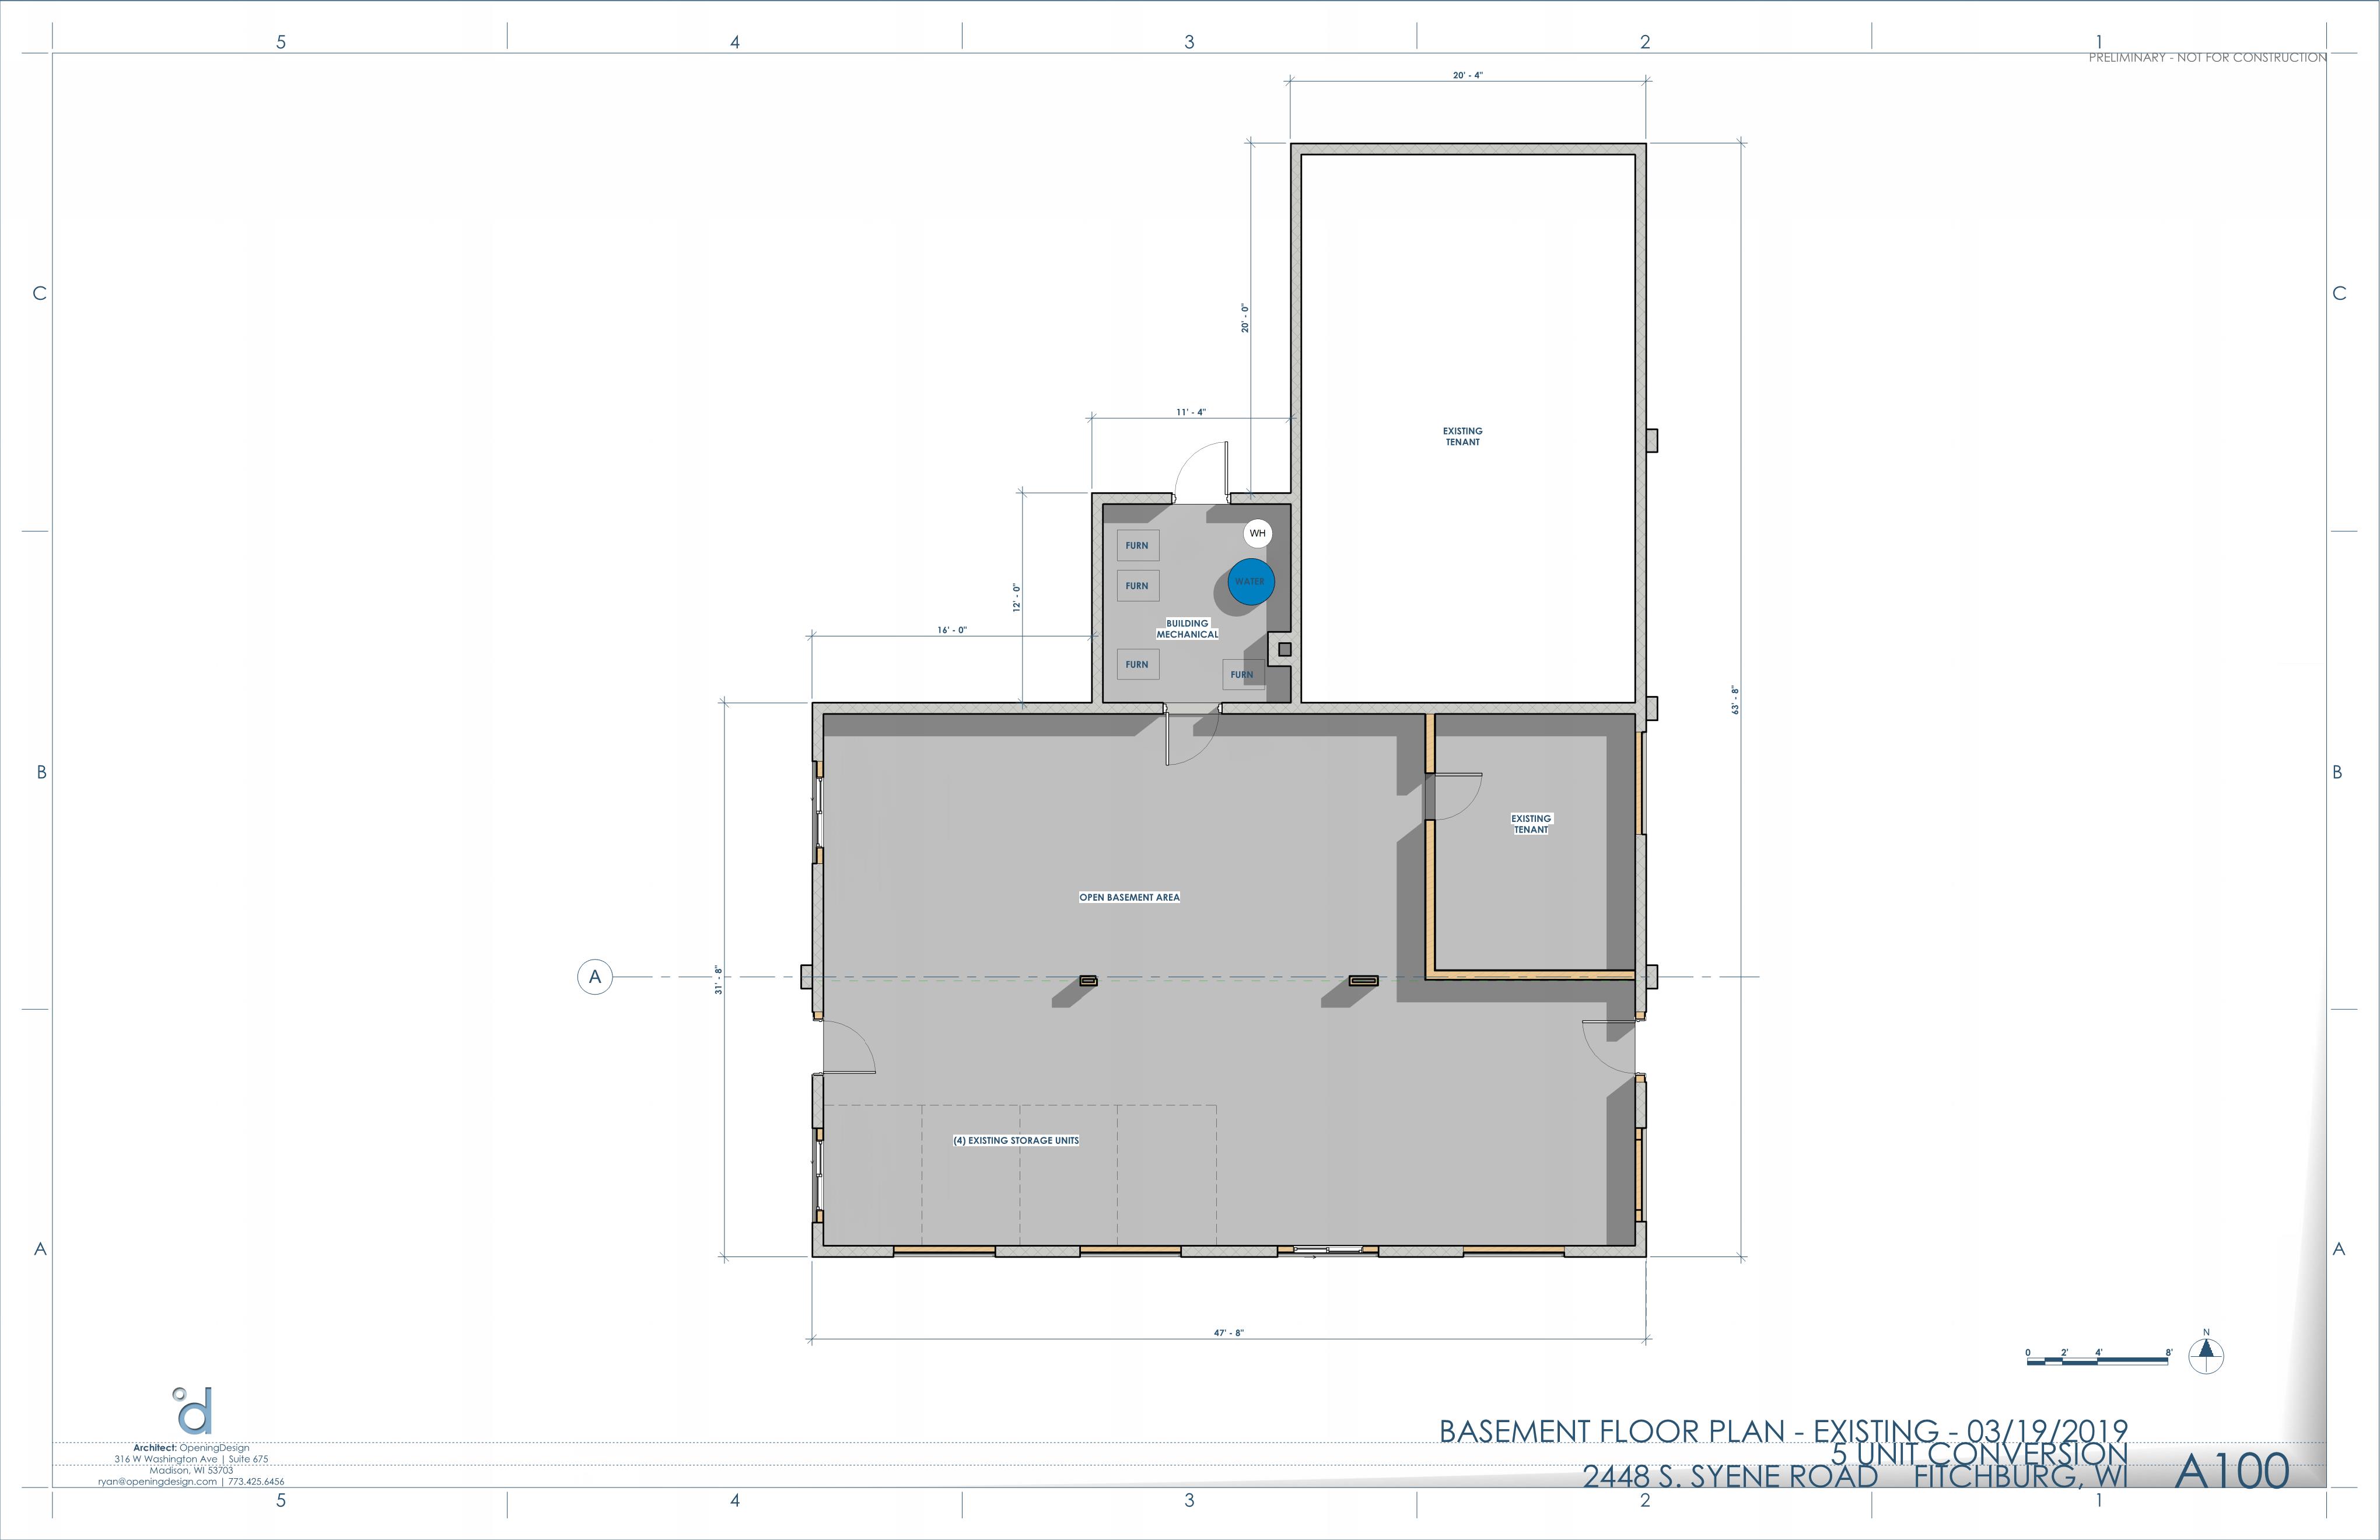 5 4 3 2 1
PRELIMINARY - NOT FOR CONSTRUCTION
20' - 4"
C
C
20' - 0"
11' - 4"
EXISTING
TENANT
WH
FURN
WATER
FURN
12' - 0"
BUILDING
MECHANICAL
16' - 0"
FURN
FURN
63' - 8"
B
B
EXISTING
TENANT
OPEN BASEMENT AREA
A
31' - 8"
(4) EXISTING STORAGE UNITS
A
A
47' - 8"
N
0 2' 4' 8'
d
BASEMENT FLOOR PLAN - EXISTING - 03/19/2019
5 UNIT CONVERSION
2448 S. SYENE ROAD FITCHBURG, WI
A100
Architect: OpeningDesign
316 W Washington Ave | Suite 675
Madison, WI 53703
ryan@openingdesign.com | 773.425.6456
5 4 3 2 1